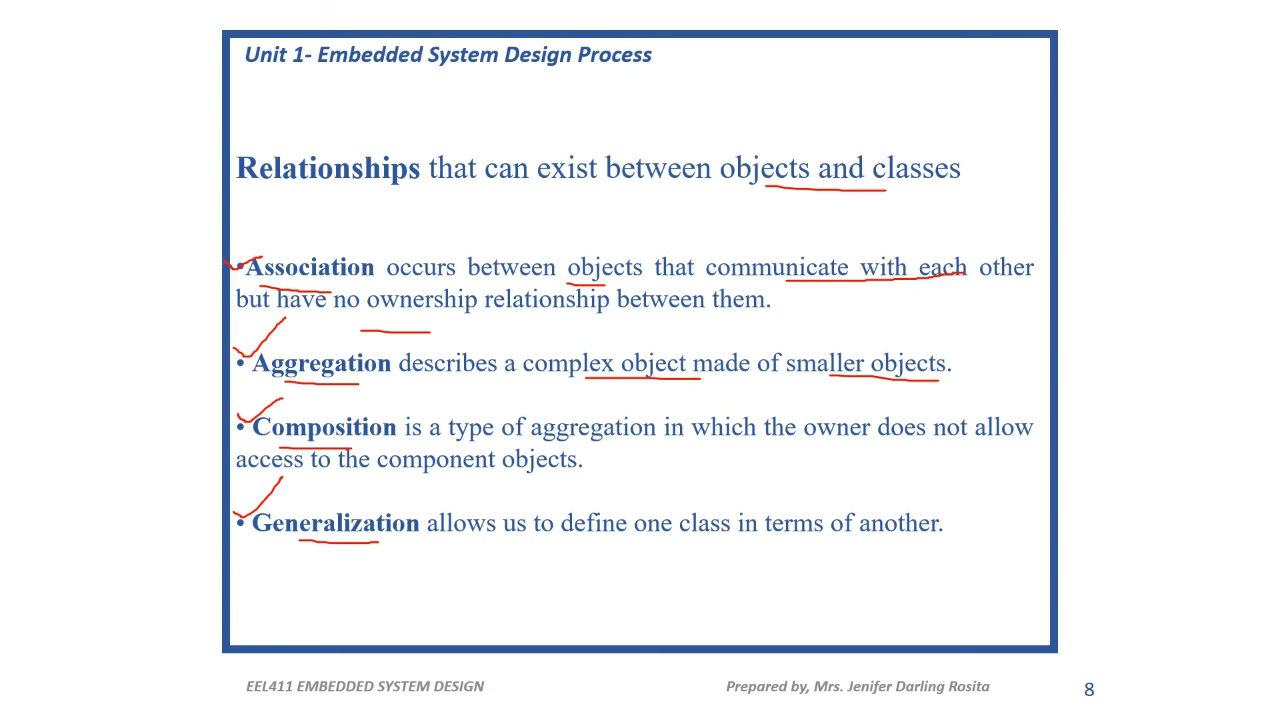 Unit 1- Embedded System Design Process
Relationships that can exist between objects and classes
•Association occurs between objects that communicate with each other
but have no ownership relationship between them.
• Aggregation describes a complex object made of smaller objects.
• Composition is a type of aggregation in which the owner does not allow
access to the component objects.
• Generalization allows us to define one class in terms of another.
EEL411 EMBEDDED SYSTEM DESIGN
Prepared by, Mrs. Jenifer Darling Rosita
8